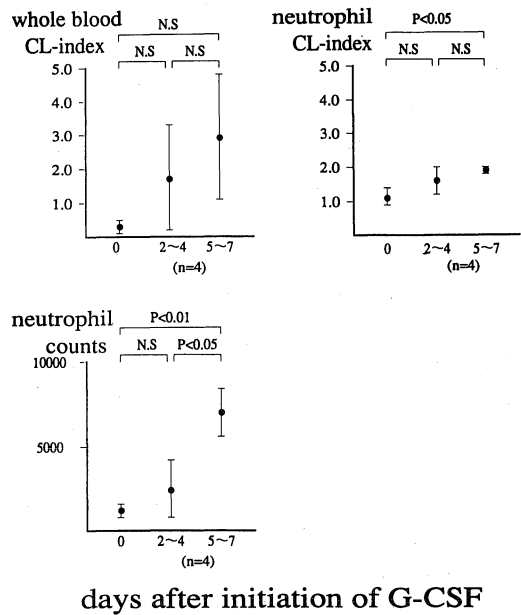 whole blood
CL-index
N.S
N.S
N.S
5.0
4.0
3.0
2.0
1.0
0
2~4
5~7
(n=4)
neutrophil
CL-index
P<0.05
N.S
N.S
5.0
4.0
3.0
2.0
1.0
0
2~4
5~7
(n=4)
neutrophil
counts
P<0.01
N.S
P<0.05
10000
5000
0
2~4
5~7
(n=4)
days after initiation of G-CSF